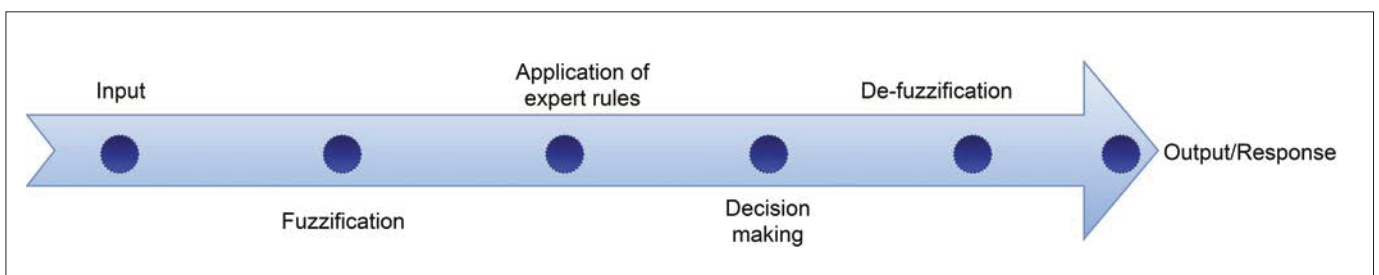 Input
Fuzzification
Application of
expert rules
Decision
making
De-fuzzification
Output/Response